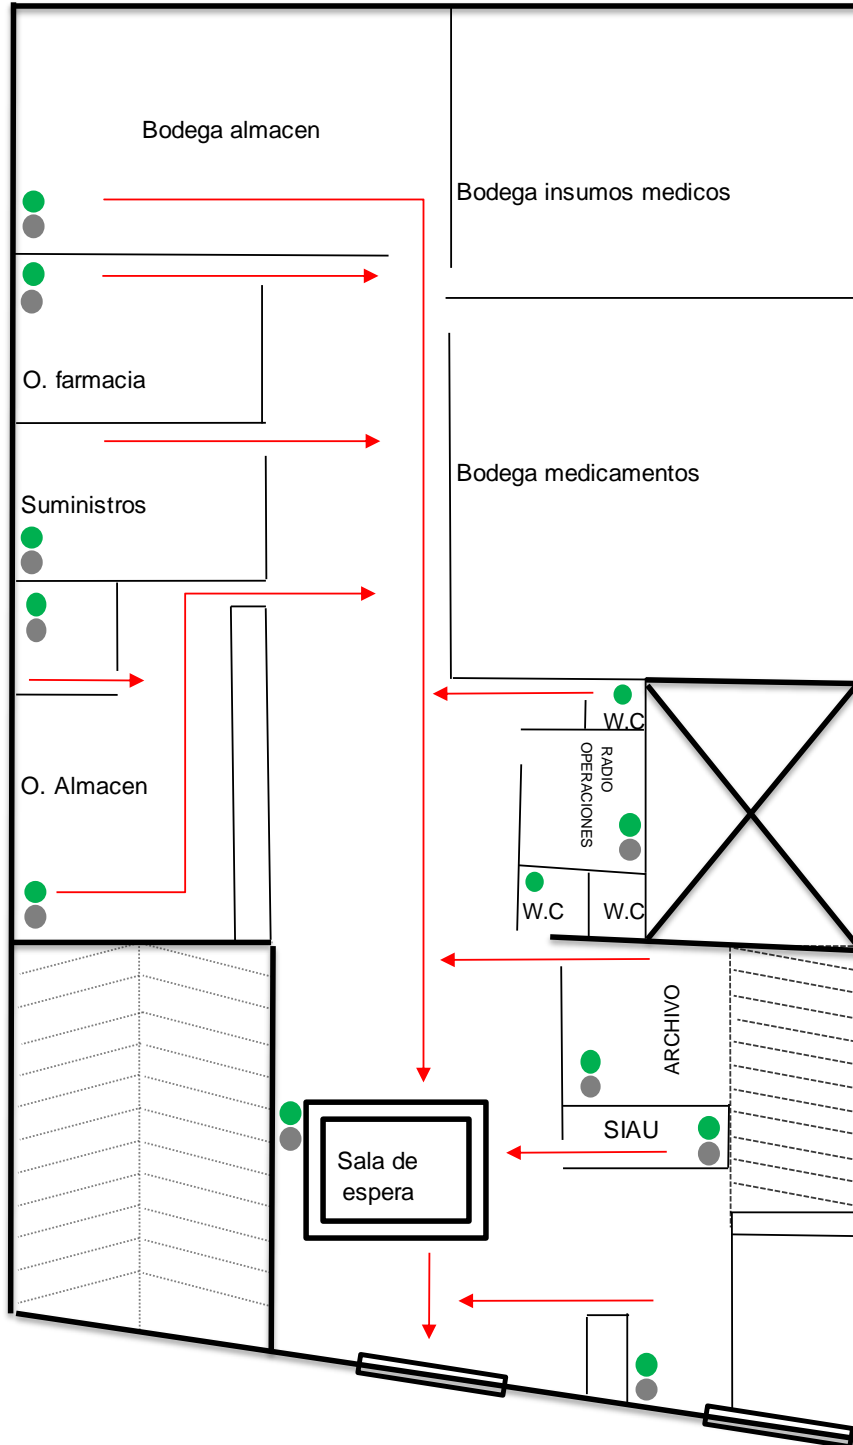 Bodega almacen
Bodega insumos medicos
O. farmacia
Bodega medicamentos
Suministros
W.C
RADIO
OPERACIONES
O. Almacen
W.C
W.C
ARCHIVO
SIAU
Sala de
espera